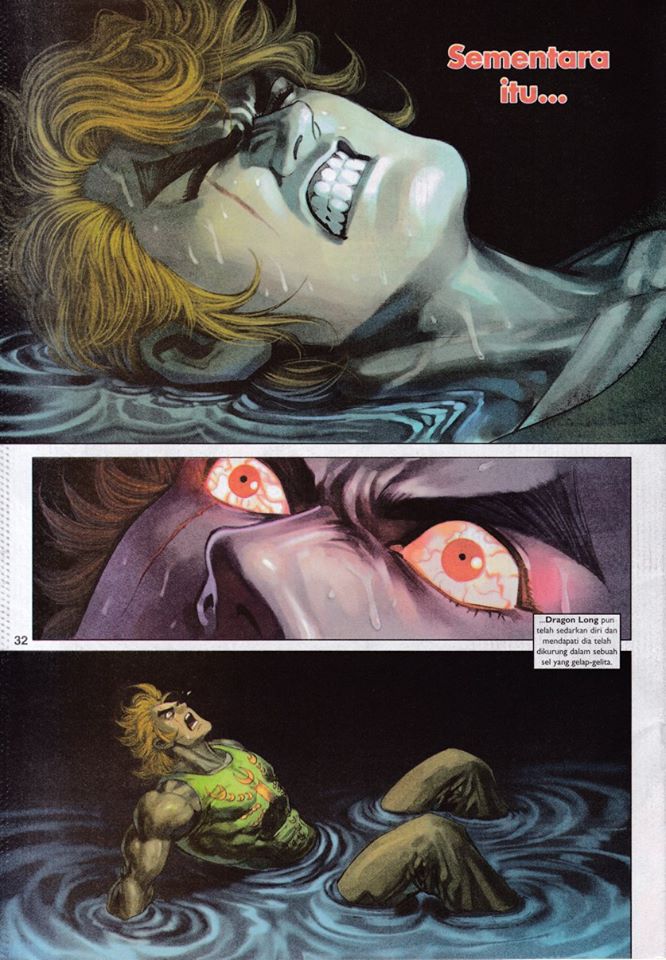 Sementara
itu...
32
...Dragon Long pun
telah sedarkan diri dan
mendapati dia telah
dikurung dalam sebuah
sel yang gelap-gelita.